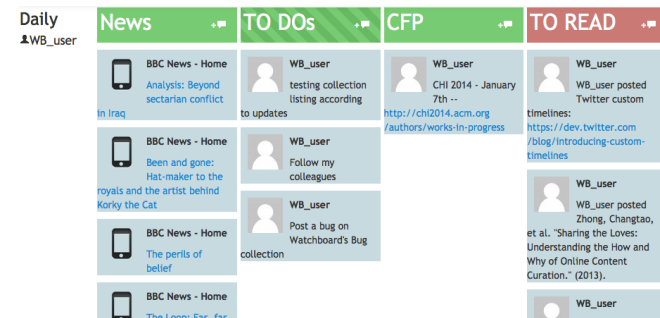 Daily
WB_user
News
BBC News - Home
Analysis: Beyond
sectarian conflict
in Iraq
BBC News - Home
Been and gone:
Hat-maker to the
royals and the artist behind
Korky the Cat
BBC News - Home
The perils of
belief
BBC News - Home
The Loop: Far, far
TO DOs
WB_user
testing collection
listing according
to updates
WB_user
Follow my
colleagues
WB_user
Post a bug on
Watchboard's Bug
collection
CFP
WB_user
CHI 2014 - January
7th --
http://chi2014.acm.org
/authors/works-in-progress
TO READ
WB_user
WB_user posted
Twitter custom
timelines:
https://dev.twitter.com
/blog/introducing-custom-
timelines
WB_user
WB_user posted
Zhong, Changtao,
et al. "Sharing the Loves:
Understanding the How and
Why of Online Content
Curation." (2013).
WB_user